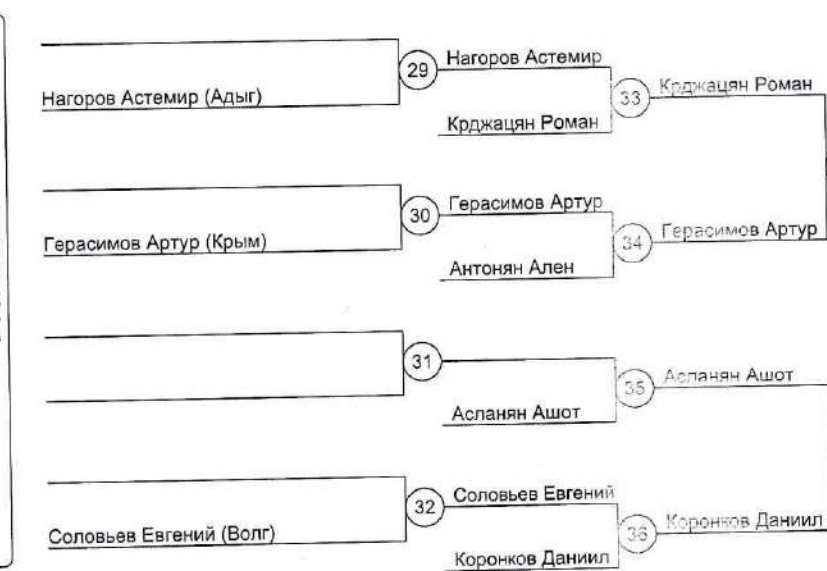 Нагоров Астемир (Адыг)
29
Нагоров Астемир
Крджацян Роман
33
Крджацян Роман
Герасимов Артур (Крым)
30
Герасимов Артур
Антонян Ален
34
Герасимов Артур
31
Асланян Ашот
35
Асланян Ашот
Соловьев Евгений (Волг)
32
Соловьев Евгений
Коронков Даниил
36
Коронков Даниил